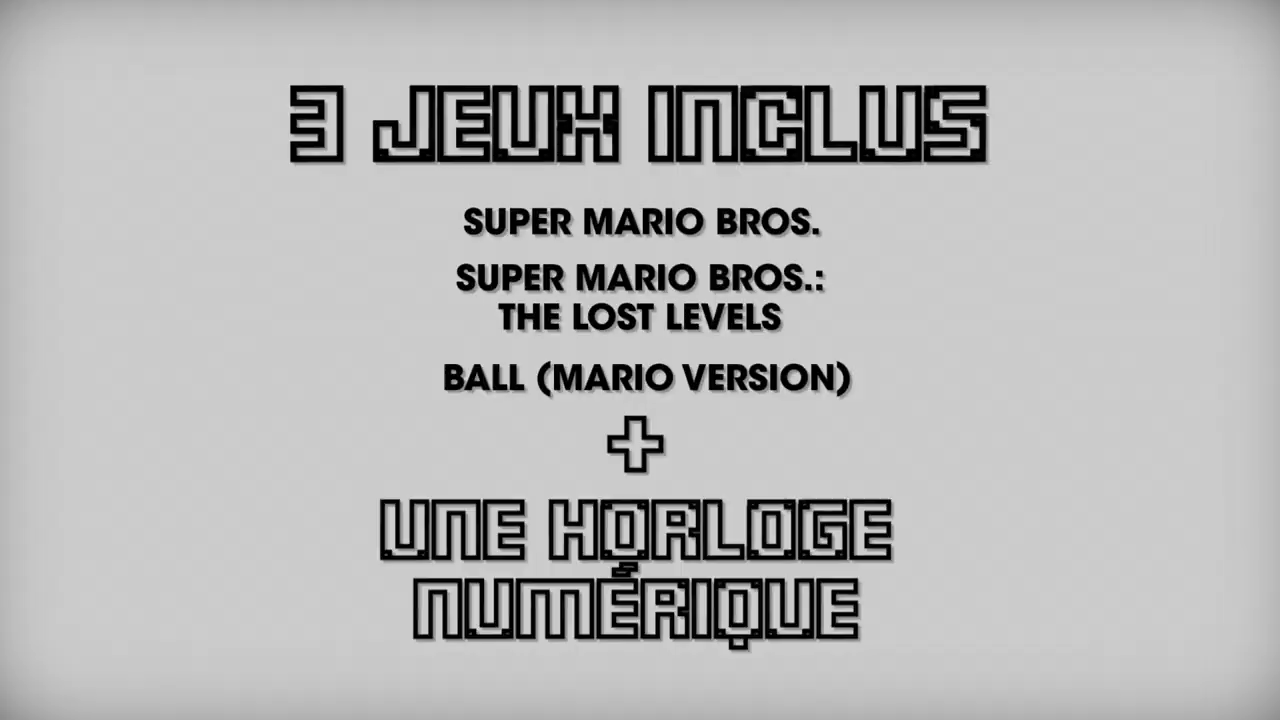 3 JEUX INCLUS
SUPER MARIO BROS.
SUPER MARIO BROS.:
THE LOST LEVELS
BALL (MARIO VERSION)
+
UNE HORLOGE
NUMÉRIQUE